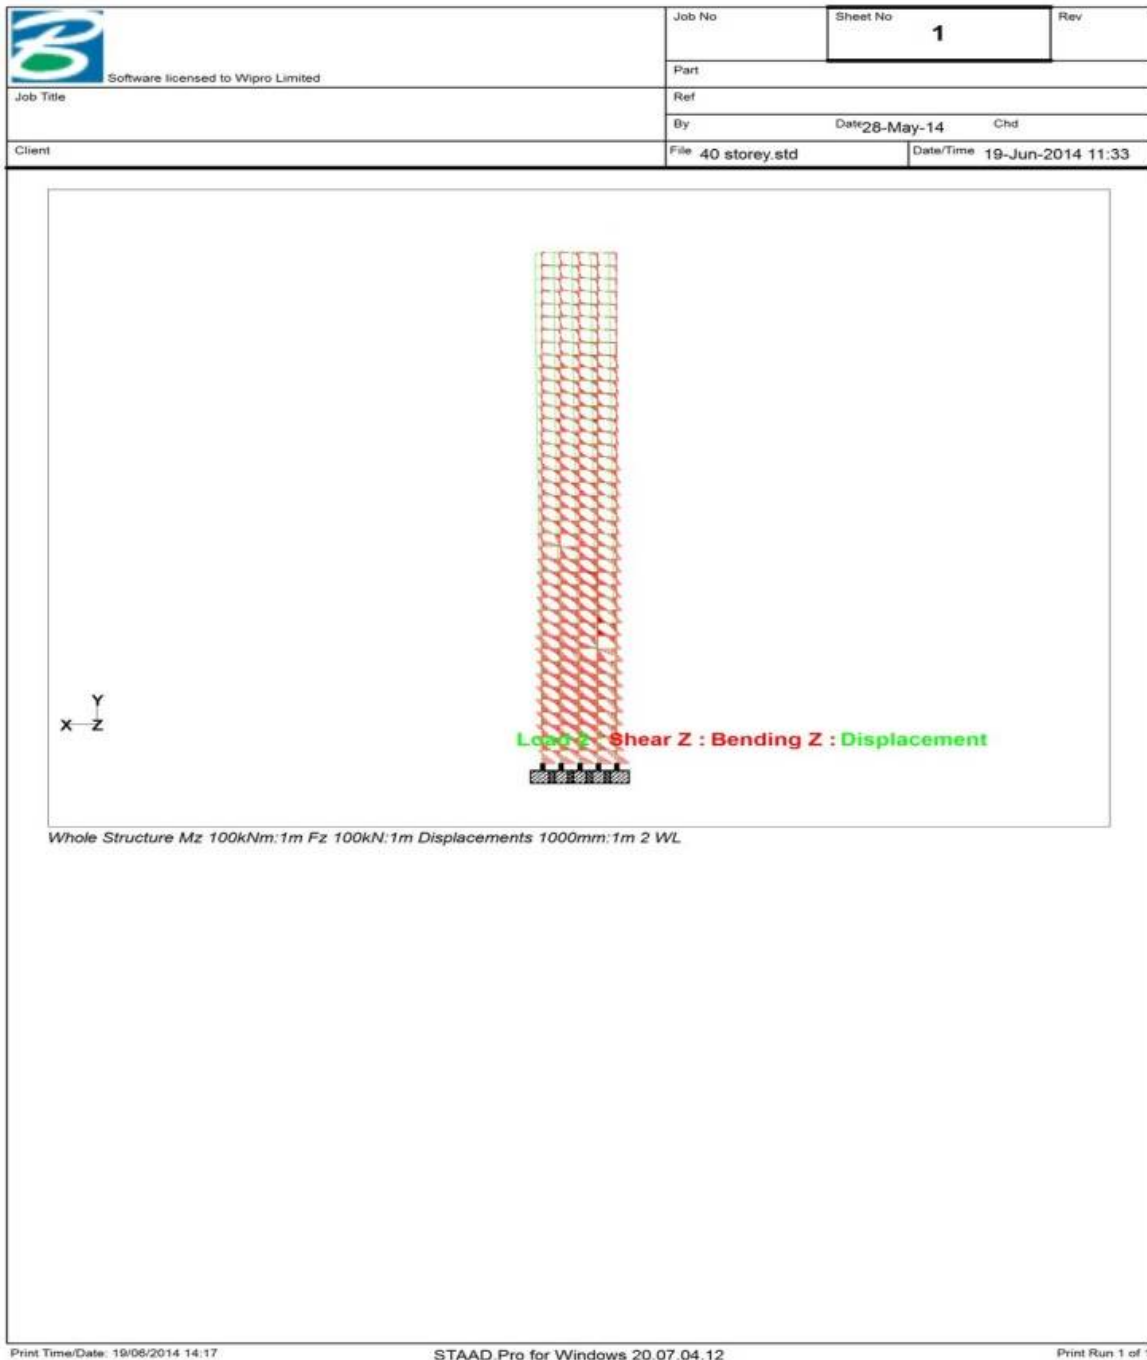 Software licensed to Wipro Limited
Job No
Sheet No
1
Rev
Part
Job Title
Ref
By
Date 28-May-14
Chd
Client
File 40 storey.std
Date/Time 19-Jun-2014 11:33
Y
X Z
Load 2 : Shear Z : Bending Z : Displacement
Whole Structure Mz 100kNm:1m Fz 100kN:1m Displacements 1000mm:1m 2 WL
Print Time/Date: 19/06/2014 14:17
STAAD.Pro for Windows 20.07.04.12
Print Run 1 of